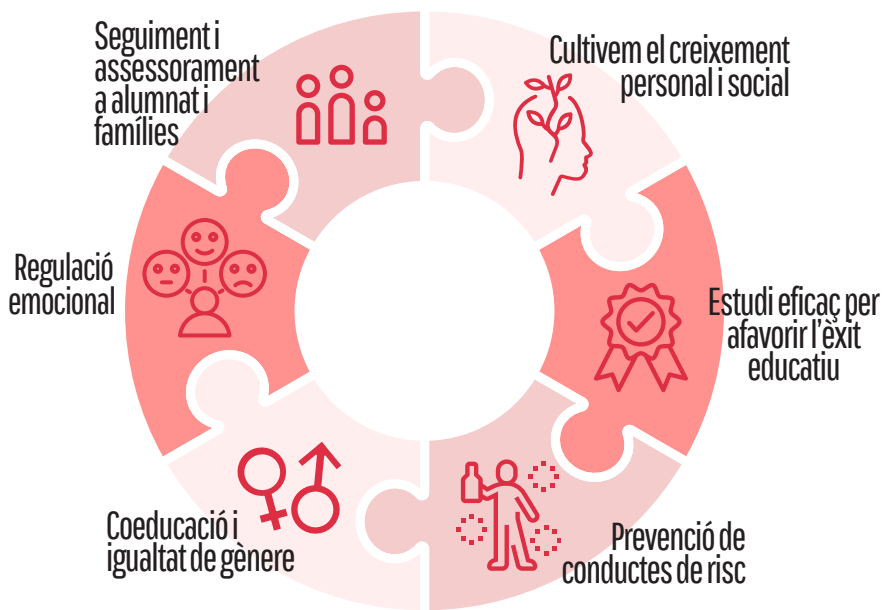 Seguiment i
assessorament
a alumnat i
famílies
Cultivem el creixement
personal i social
Regulació
emocional
Estudi eficaç per
afavorir l'èxit
educatiu
Coeducació i
igualtat de gènere
Prevenció de
conductes de risc